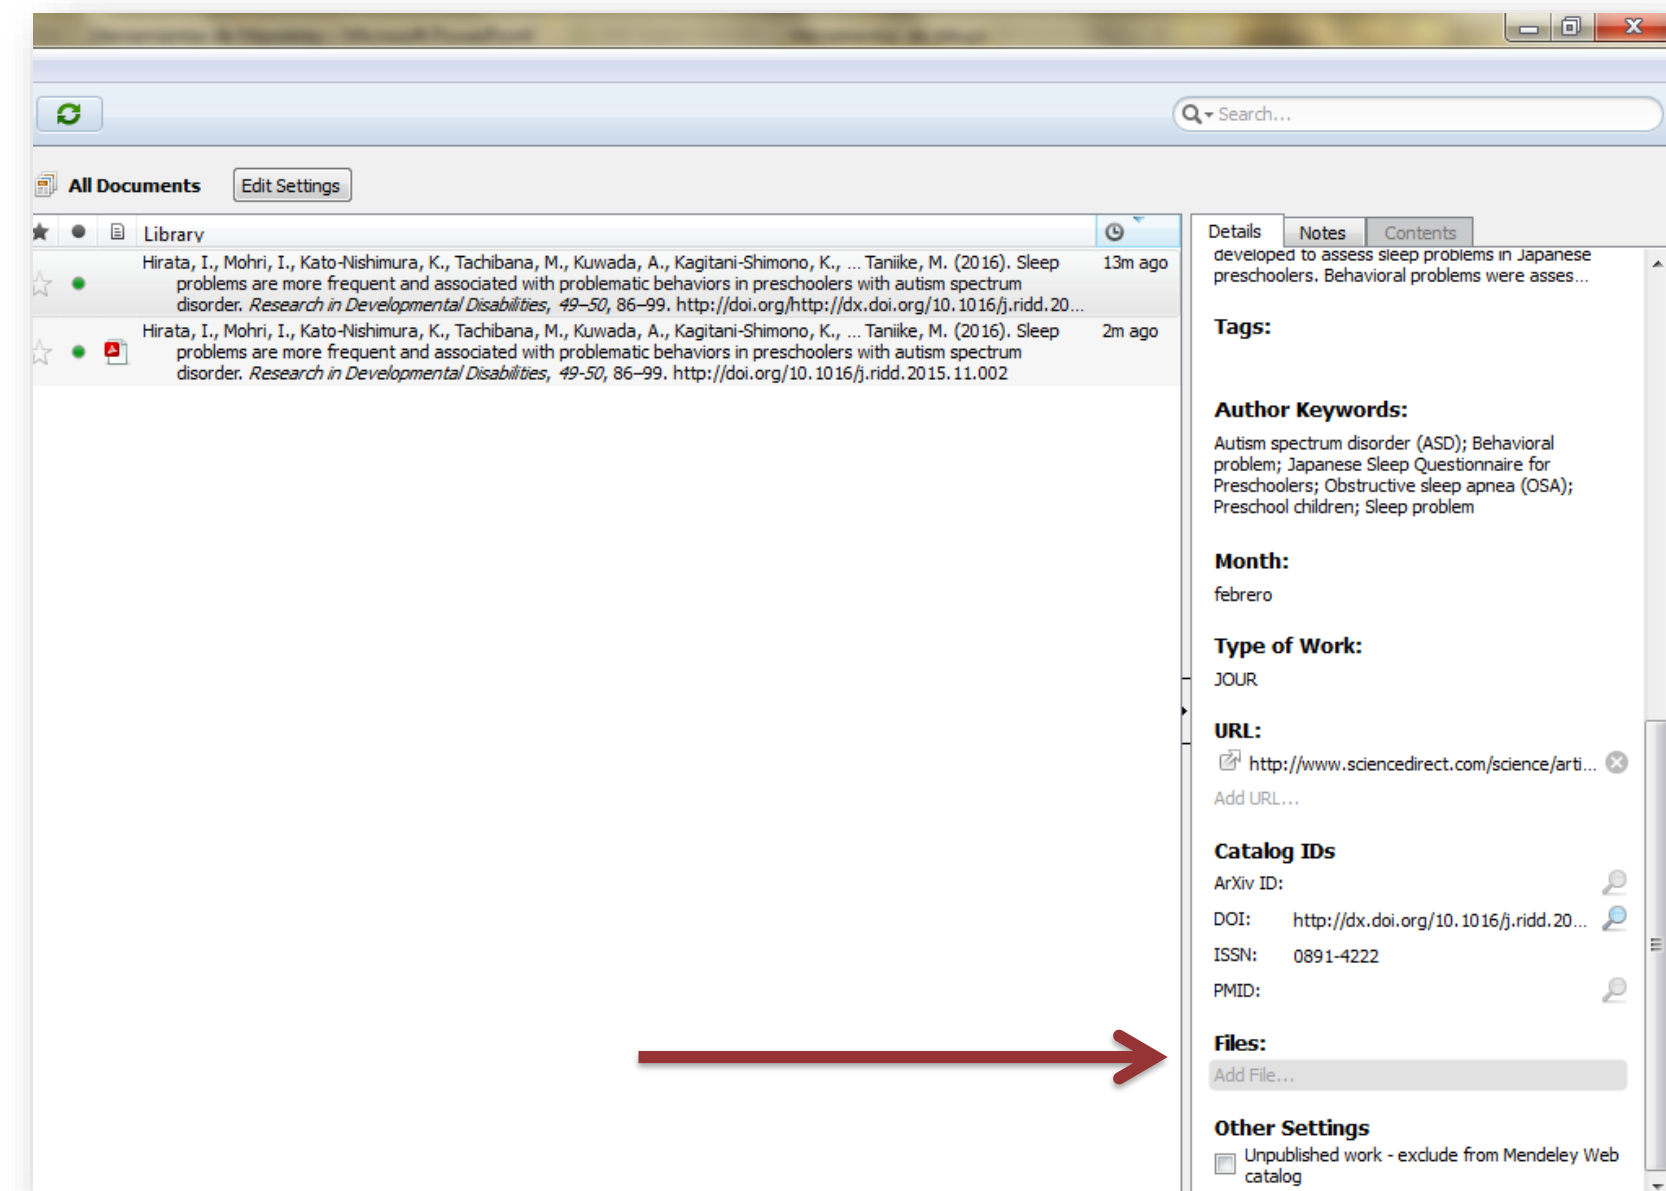 Search...
All Documents
Edit Settings
Library
Hirata, I., Mohri, I., Kato-Nishimura, K., Tachibana, M., Kuwada, A., Kagitani-Shimono, K., ... Taniike, M. (2016). Sleep
13m ago
problems are more frequent and associated with problematic behaviors in preschoolers with autism spectrum
disorder. Research in Developmental Disabilities, 49–50, 86–99. http://doi.org/http://dx.doi.org/10.1016/j.ridd.20...
Hirata, I., Mohri, I., Kato-Nishimura, K., Tachibana, M., Kuwada, A., Kagitani-Shimono, K., ... Taniike, M. (2016). Sleep
2m ago
problems are more frequent and associated with problematic behaviors in preschoolers with autism spectrum
disorder. Research in Developmental Disabilities, 49-50, 86–99. http://doi.org/10.1016/j.ridd.2015.11.002
Details
Notes
Contents
developed to assess sleep problems in Japanese
preschoolers. Behavioral problems were asses...
Tags:
Author Keywords:
Autism spectrum disorder (ASD); Behavioral
problem; Japanese Sleep Questionnaire for
Preschoolers; Obstructive sleep apnea (OSA);
Preschool children; Sleep problem
Month:
febrero
Type of Work:
JOUR
URL:
http://www.sciencedirect.com/science/arti...
Add URL...
Catalog IDs
ArXiv ID:
DOI: http://dx.doi.org/10.1016/j.ridd.20...
ISSN: 0891-4222
PMID:
Files:
Add File...
Other Settings
Unpublished work - exclude from Mendeley Web
catalog